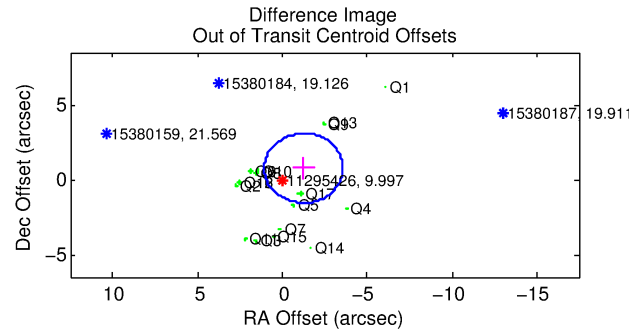 Difference Image
Out of Transit Centroid Offsets
Dec Offset (arcsec)
5
0
−5
15380184, 19.126
Q1
15380187, 19.911
15380159, 21.569
11295426, 9.997
Q2
Q17
Q5
Q4
Q7
Q15
Q3
Q14
10
5
0
−5
−10
−15
RA Offset (arcsec)